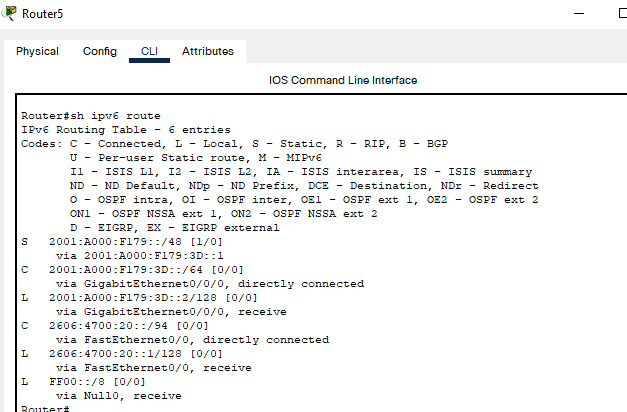 Router5
Physical Config CLI Attributes
IOS Command Line Interface
Router#sh ipv6 route
IPv6 Routing Table - 6 entries
Codes: C - Connected, L - Local, S - Static, R - RIP, B - BGP
U - Per-user Static route, M - MIPv6
I1 - ISIS L1, I2 - ISIS L2, IA - ISIS interarea, IS - ISIS summary
ND - ND Default, NDp - ND Prefix, DCE - Destination, NDr - Redirect
O - OSPF intra, OI - OSPF inter, OE1 - OSPF ext 1, OE2 - OSPF ext 2
ON1 - OSPF NSSA ext 1, ON2 - OSPF NSSA ext 2
D - EIGRP, EX - EIGRP external
S 2001:A000:F179::/48 [1/0]
via 2001:A000:F179:3D::1
C 2001:A000:F179:3D::/64 [0/0]
via GigabitEthernet0/0/0, directly connected
L 2001:A000:F179:3D::2/128 [0/0]
via GigabitEthernet0/0/0, receive
C 2606:4700:20::/94 [0/0]
via FastEthernet0/0, directly connected
L 2606:4700:20::1/128 [0/0]
via FastEthernet0/0, receive
L FF00::/8 [0/0]
via Null0, receive
Router#